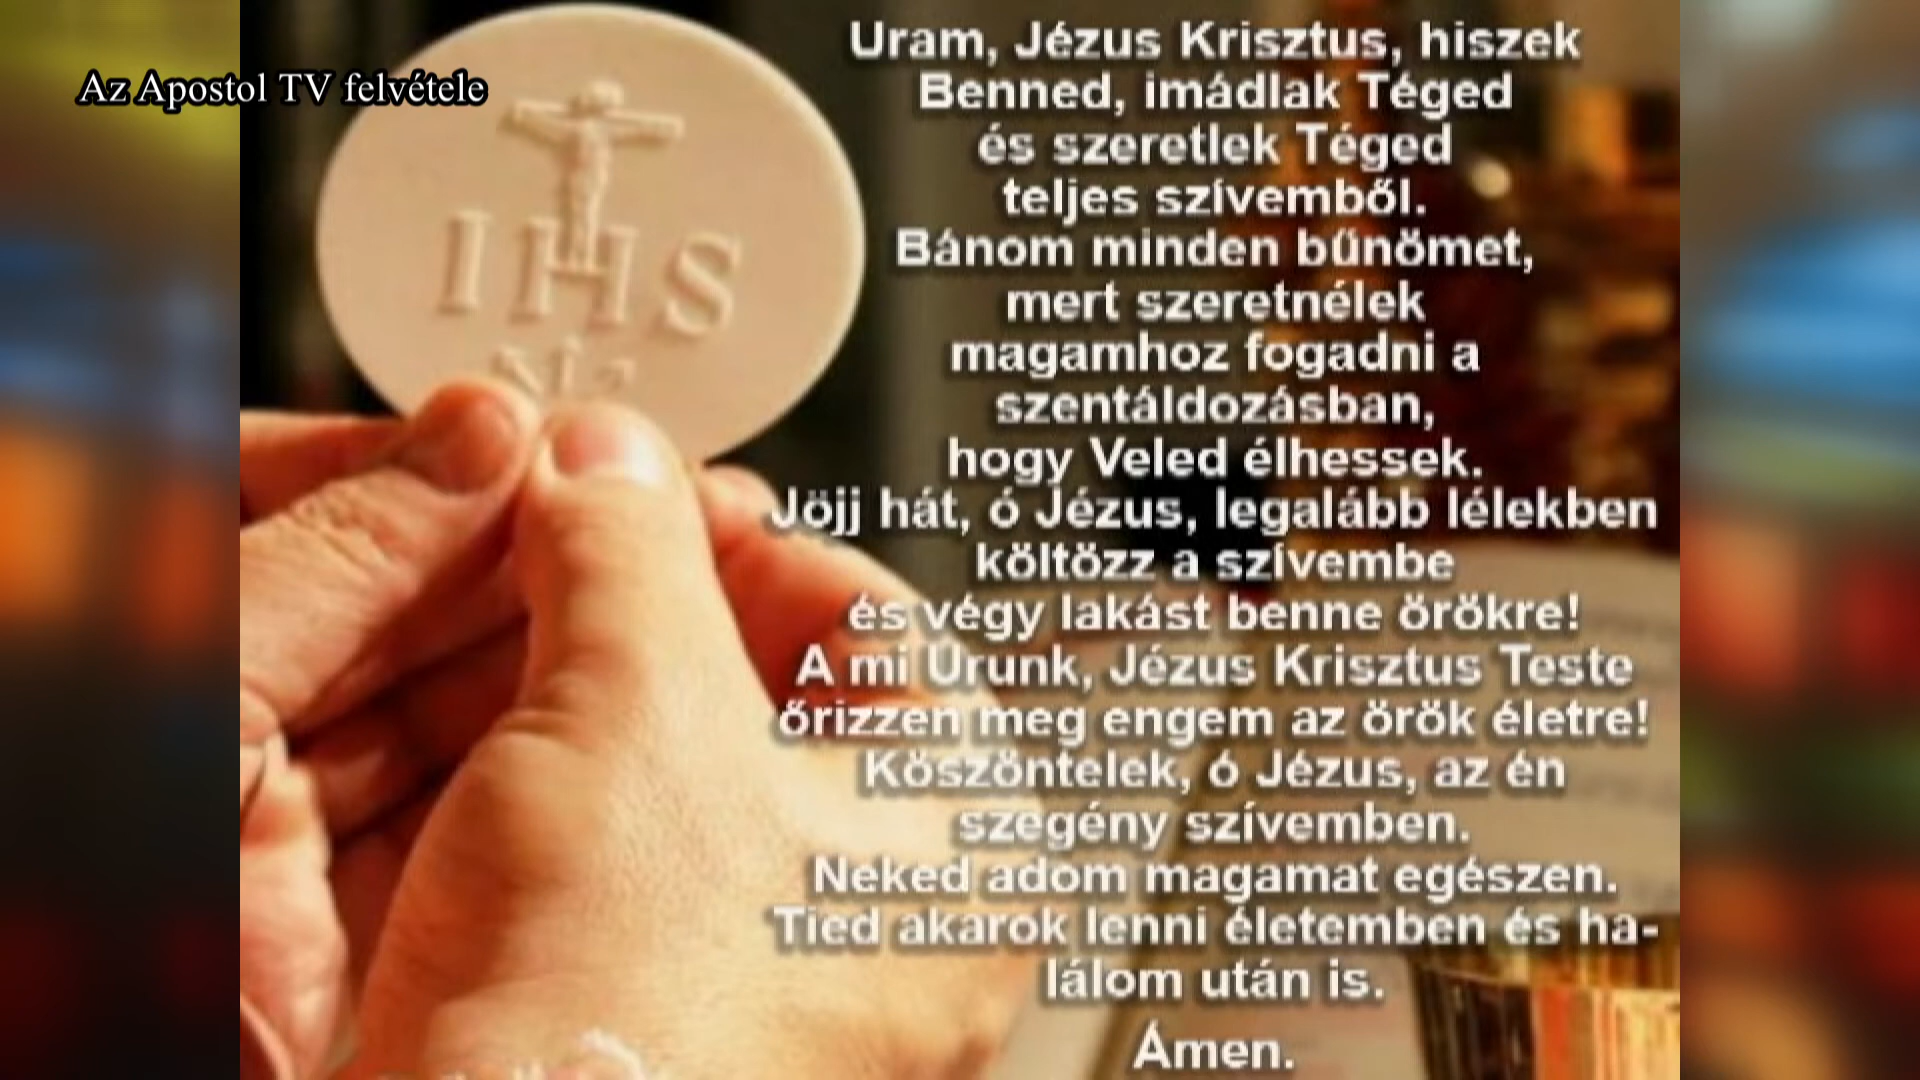 Az Apostol TV felvétele
IHS
Uram, Jézus Krisztus, hiszek
Benned, imádlak Téged
és szeretlek Téged
teljes szívemből.
Bánom minden bűnömet,
mert szeretnélek
magamhoz fogadni a
szentáldozásban,
hogy Veled élhessek.
Jöjj hát, ó Jézus, legalább lélekben
költözz a szívembe
és végy lakást benne örökre!
A mi Urunk, Jézus Krisztus Teste
őrizzen meg engem az örök életre!
Köszöntelek, ó Jézus, az én
szegény szívemben.
Neked adom magamat egészen.
Tied akarok lenni életemben és ha-
lálom után is.
Ámen.